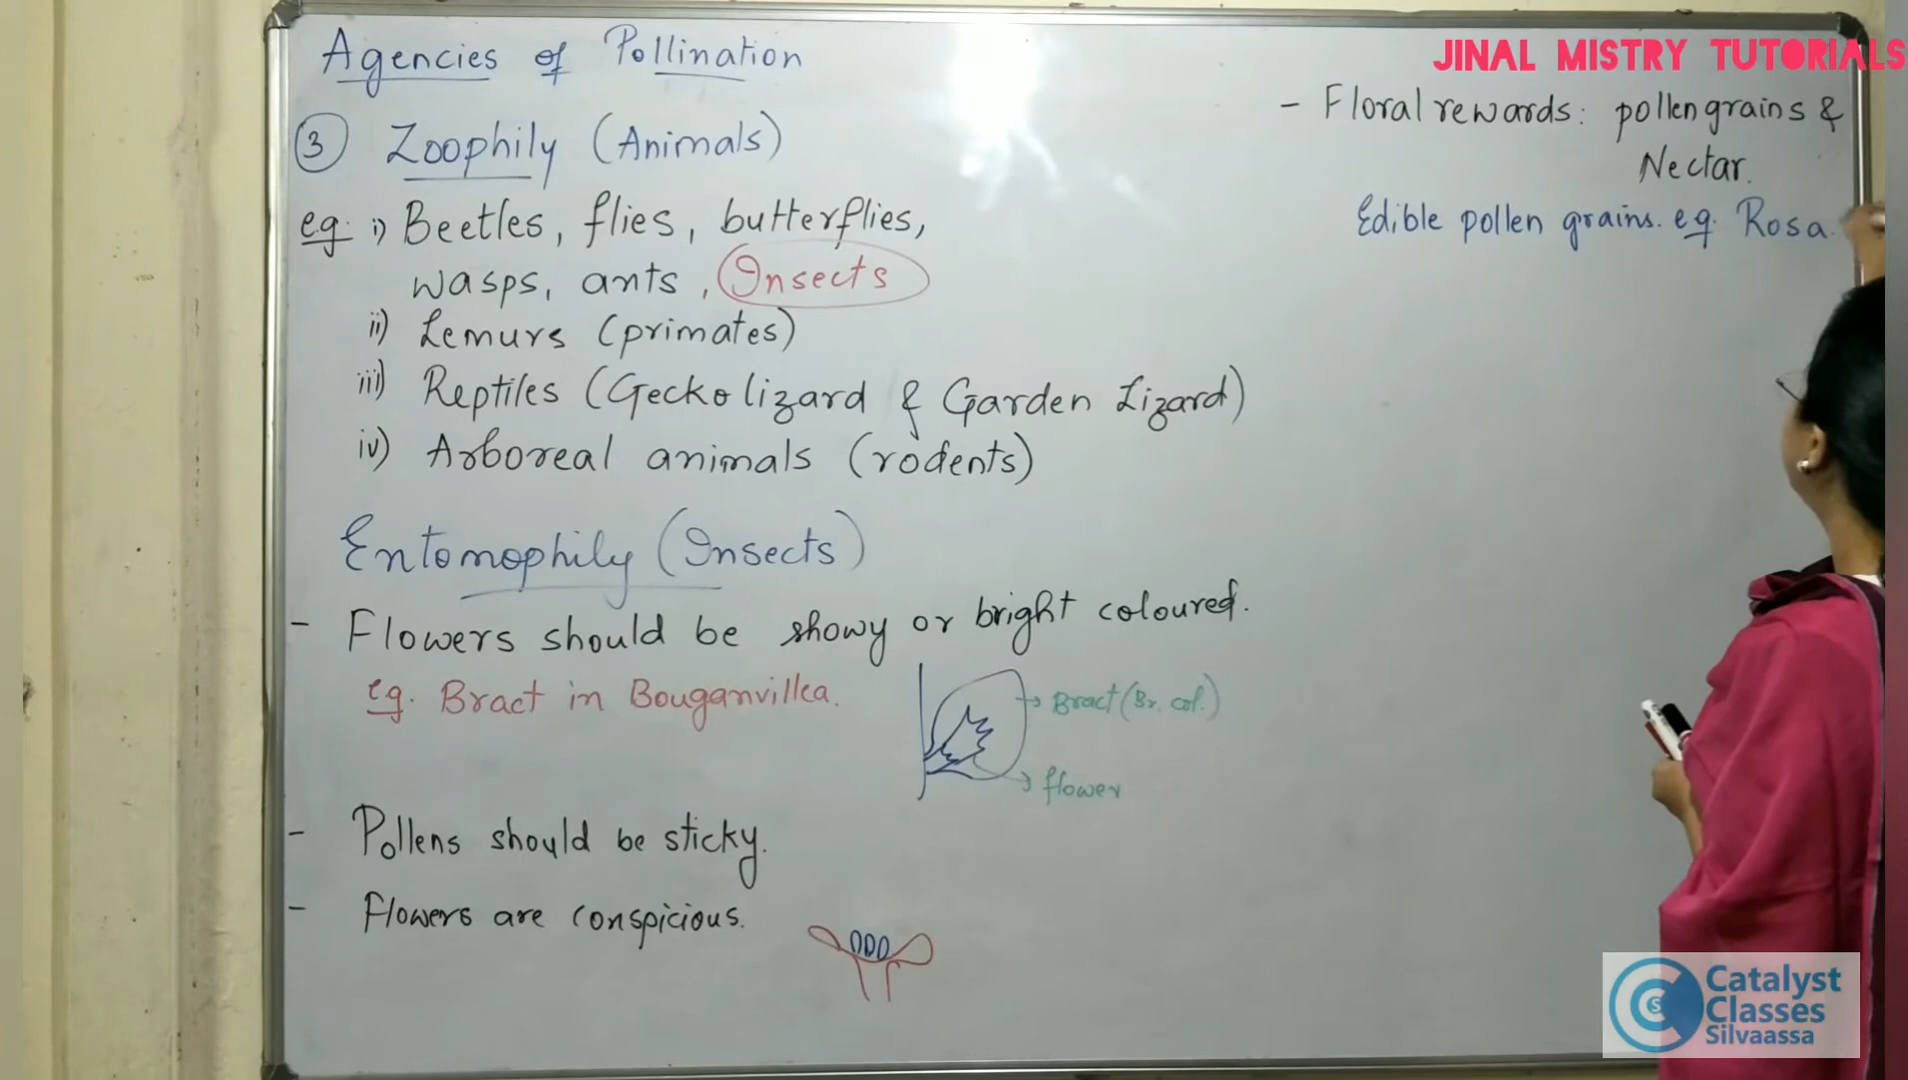 Agencies of Pollination
③ Zoophily (Animals)
eg. i) Beetles, flies, butterflies,
wasps, ants, Insects
ii) Lemurs (primates)
iii) Reptiles (Gecko lizard & Garden Lizard)
iv) Arboreal animals (rodents)
Entomophily (Insects)
- Flowers should be showy or bright coloured.
eg. Bract in Bouganvillea.
Bract (Br. col.)
flower
- Pollens should be sticky.
- Flowers are conspicious.
JINAL MISTRY TUTORIALS
- Floral rewards: pollen grains &
Nectar.
Edible pollen grains. eg. Rosa.
Catalyst
Classes
Silvaassa